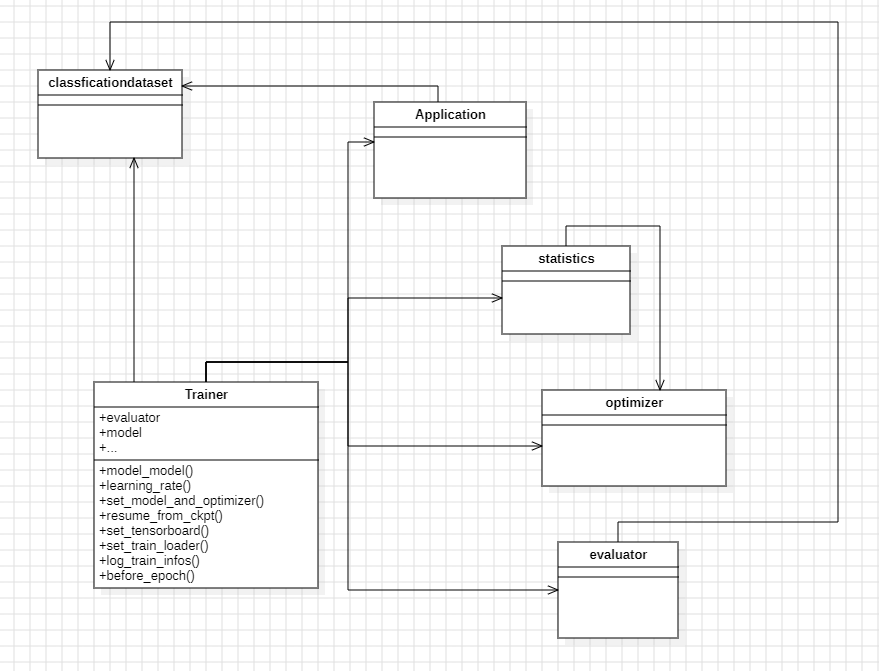 classficationdataset
Application
statistics
Trainer
+evaluator
+model
+...
+model_model()
+learning_rate()
+set_model_and_optimizer()
+resume_from_ckpt()
+set_tensorboard()
+set_train_loader()
+log_train_infos()
+before_epoch()
optimizer
evaluator